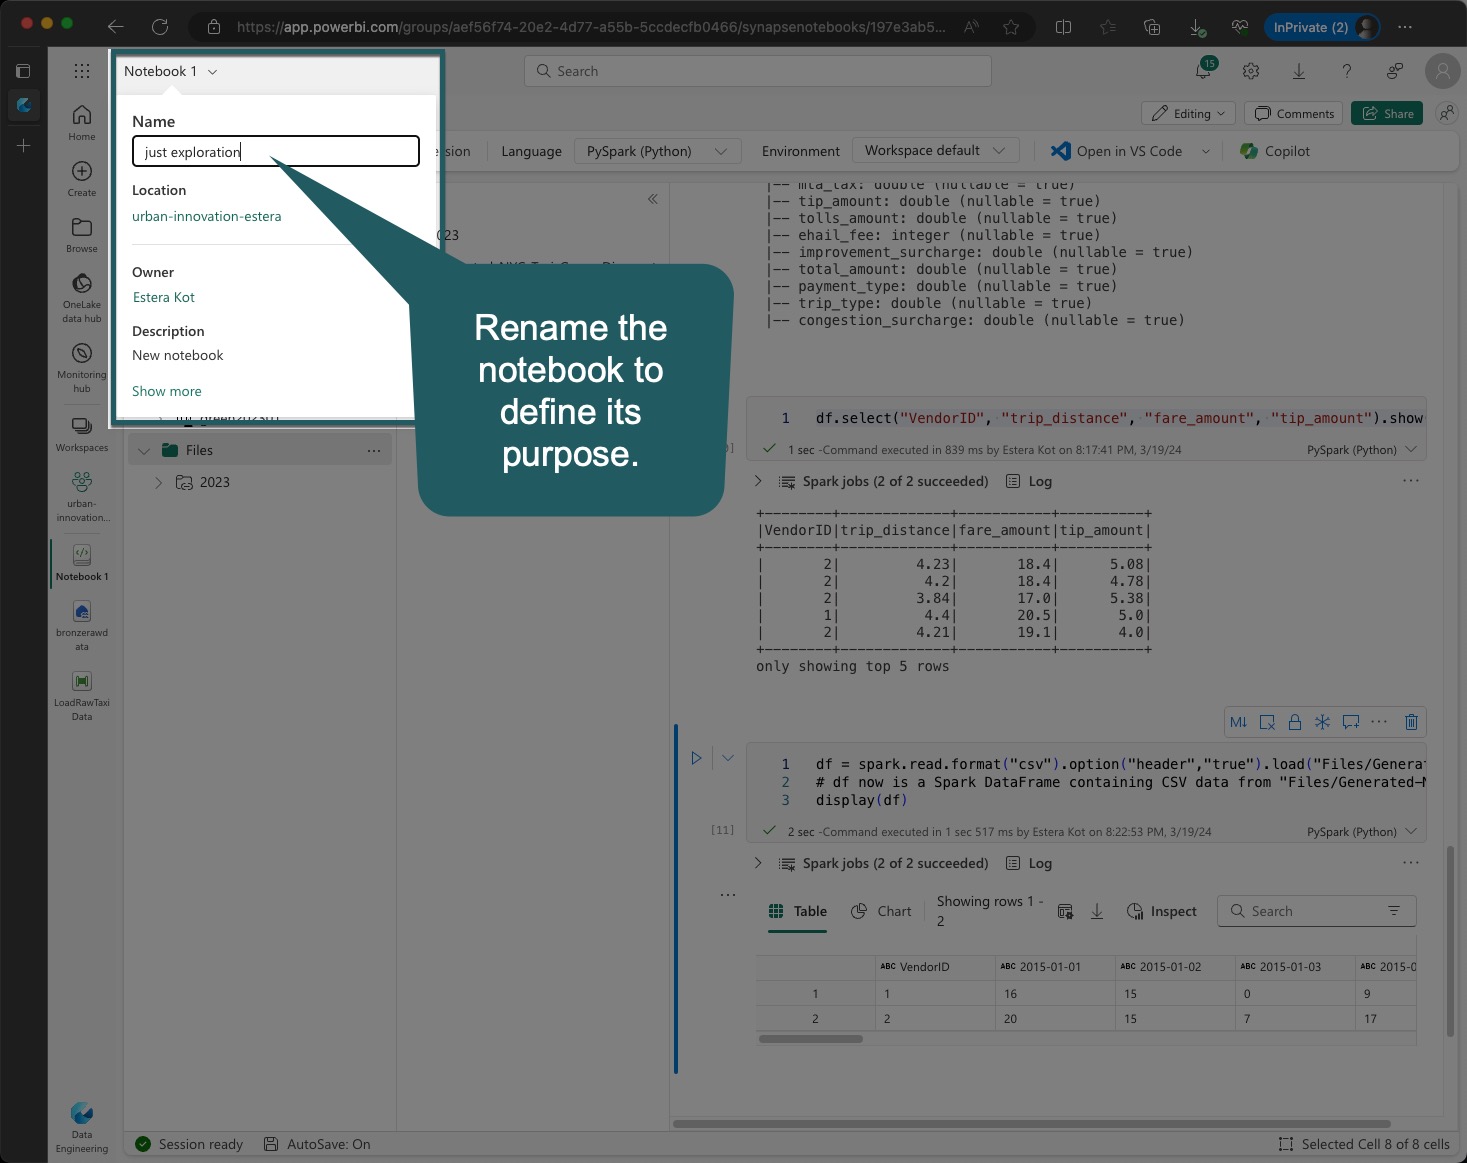 https://app.powerbi.com/groups/aef56f74-20e2-4d77-a55b-5ccdecfb0466/synapsenotebooks/197e3ab5...
InPrivate (2)
Notebook 1
Search
15
Home
Create
Browse
OneLake
data hub
Monitoring
hub
Workspaces
urban-
innovation...
Notebook 1
bronzerawd
ata
LoadRawTaxi
Data
Data
Engineering
Name
just exploration
Location
urban-innovation-estera
Owner
Estera Kot
Description
New notebook
Show more
Rename the
notebook to
define its
purpose.
Editing
Comments
Share
Language
PySpark (Python)
Environment
Workspace default
Open in VS Code
Copilot
Files
2023
|-- mta_tax: double (nullable = true)
|-- tip_amount: double (nullable = true)
|-- tolls_amount: double (nullable = true)
|-- ehail_fee: integer (nullable = true)
|-- improvement_surcharge: double (nullable = true)
|-- total_amount: double (nullable = true)
|-- payment_type: double (nullable = true)
|-- trip_type: double (nullable = true)
|-- congestion_surcharge: double (nullable = true)
1 df.select("VendorID", "trip_distance", "fare_amount", "tip_amount").show
1 sec -Command executed in 839 ms by Estera Kot on 8:17:41 PM, 3/19/24
PySpark (Python)
Spark jobs (2 of 2 succeeded)
Log
+--------+-------------+-----------+----------+
|VendorID|trip_distance|fare_amount|tip_amount|
+--------+-------------+-----------+----------+
|       2|         4.23|       18.4|      5.08|
|       2|          4.2|       18.4|      4.78|
|       2|         3.84|       17.0|      5.38|
|       1|          4.4|       20.5|       5.0|
|       2|         4.21|       19.1|       4.0|
+--------+-------------+-----------+----------+
only showing top 5 rows
M↓
1 df = spark.read.format("csv").option("header","true").load("Files/Generat
2 # df now is a Spark DataFrame containing CSV data from "Files/Generated-N
3 display(df)
[11]
2 sec -Command executed in 1 sec 517 ms by Estera Kot on 8:22:53 PM, 3/19/24
PySpark (Python)
Spark jobs (2 of 2 succeeded)
Log
Table
Chart
Showing rows 1 -
2
Inspect
Search
ABC VendorID ABC 2015-01-01 ABC 2015-01-02 ABC 2015-01-03 ABC 2015-0
1 1 16 15 0 9
2 2 20 15 7 17
Session ready
AutoSave: On
Selected Cell 8 of 8 cells